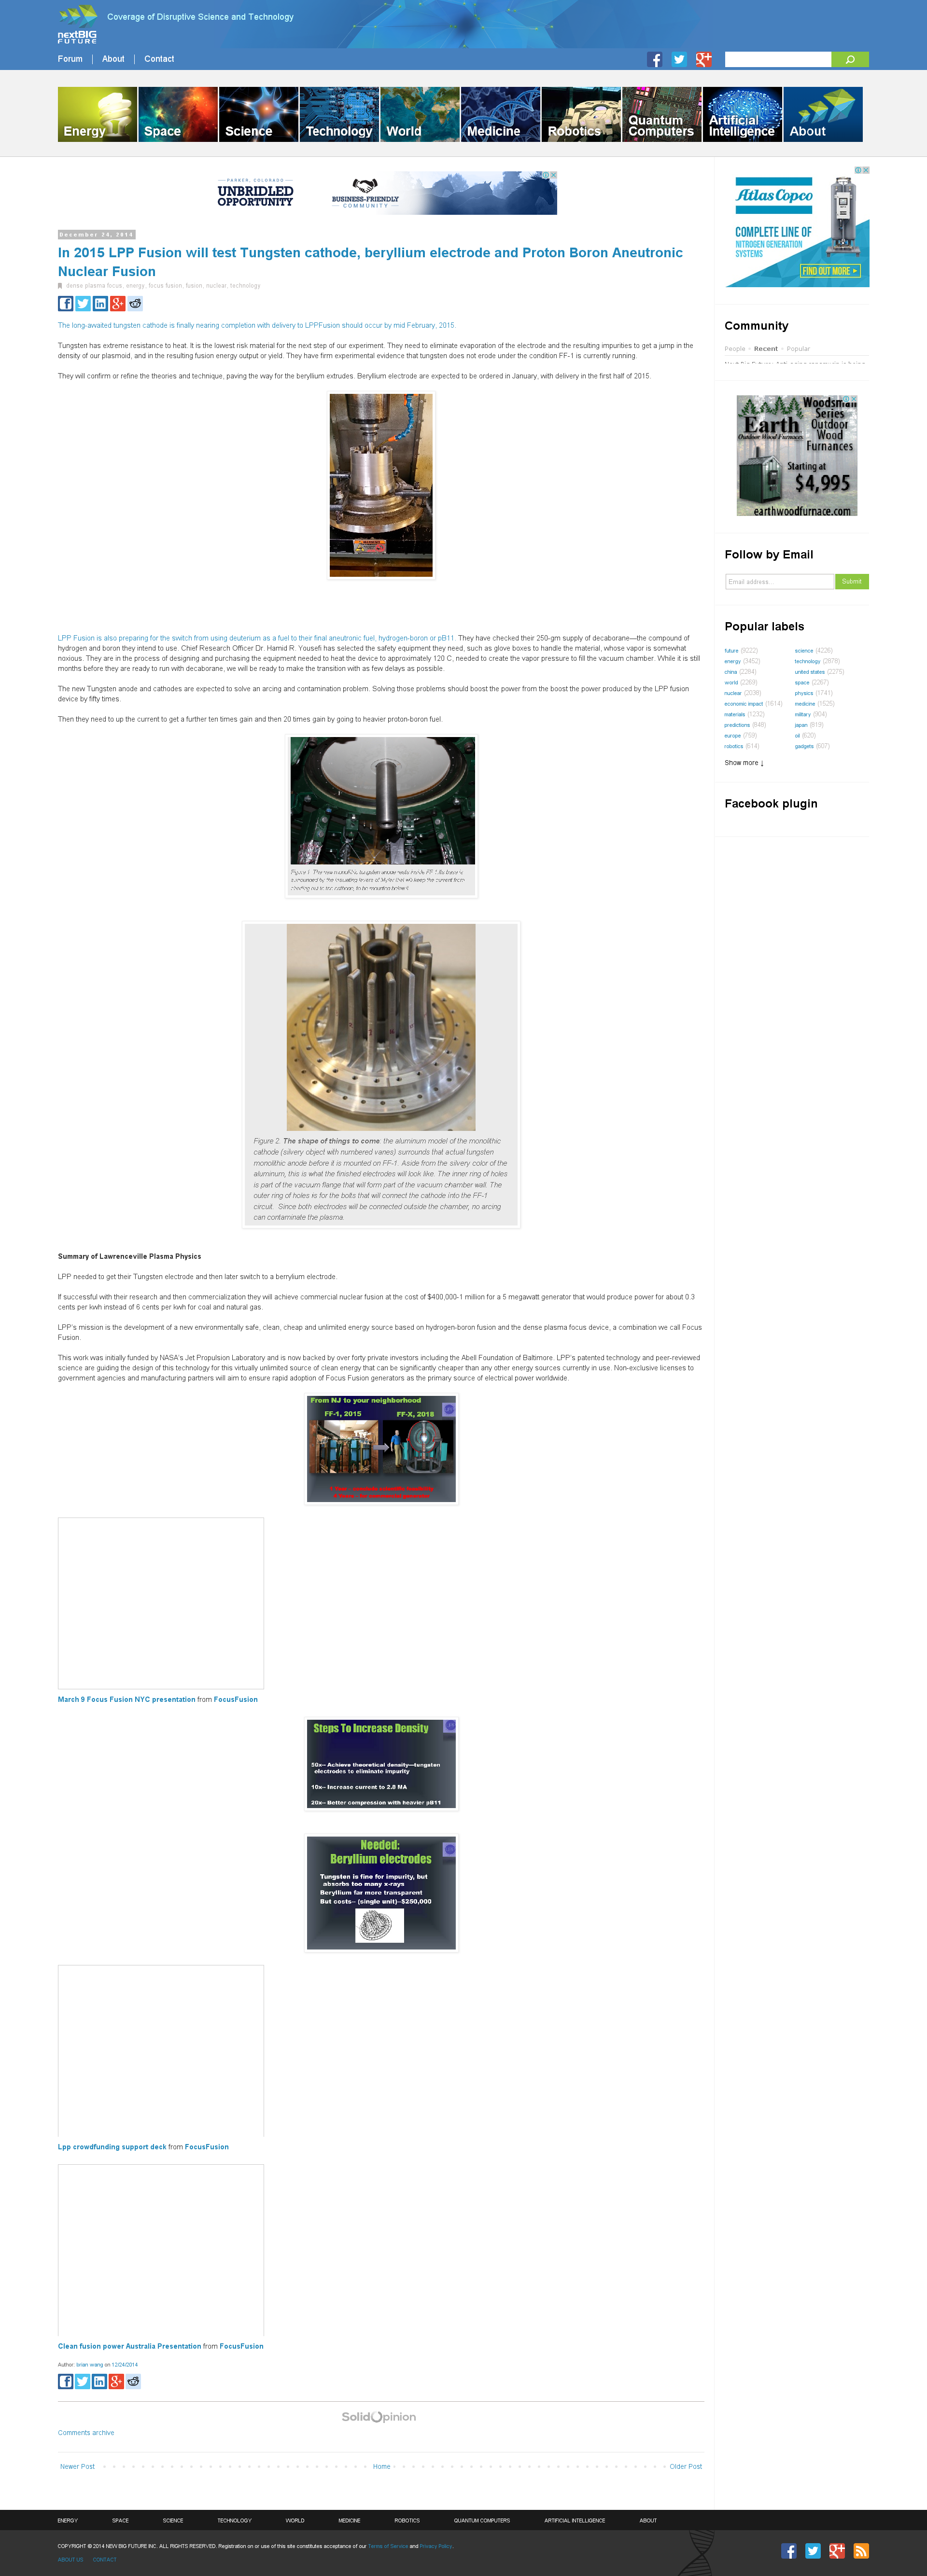 nextBIG
FUTURE
Coverage of Disruptive Science and Technology
Forum
About
Contact
Energy
Space
Science
Technology
World
Medicine
Robotics
Quantum
Computers
Artificial
Intelligence
About
PARKER, COLORADO
UNBRIDLED
OPPORTUNITY
BUSINESS-FRIENDLY
COMMUNITY
December 24, 2014
In 2015 LPP Fusion will test Tungsten cathode, beryllium electrode and Proton Boron Aneutronic
Nuclear Fusion
dense plasma focus, energy, focus fusion, fusion, nuclear, technology
The long-awaited tungsten cathode is finally nearing completion with delivery to LPPFusion should occur by mid February, 2015.
Tungsten has extreme resistance to heat. It is the lowest risk material for the next step of our experiment. They need to eliminate evaporation of the electrode and the resulting impurities to get a jump in the
density of our plasmoid, and in the resulting fusion energy output or yield. They have firm experimental evidence that tungsten does not erode under the condition FF-1 is currently running.
They will confirm or refine the theories and technique, paving the way for the beryllium extrudes. Beryllium electrode are expected to be ordered in January, with delivery in the first half of 2015.
LPP Fusion is also preparing for the switch from using deuterium as a fuel to their final aneutronic fuel, hydrogen-boron or pB11. They have checked their 250-gm supply of decaborane—the compound of
hydrogen and boron they intend to use. Chief Research Officer Dr. Hamid R. Yousefi has selected the safety equipment they need, such as glove boxes to handle the material, whose vapor is somewhat
noxious. They are in the process of designing and purchasing the equipment needed to heat the device to approximately 120 C, needed to create the vapor pressure to fill the vacuum chamber. While it is still
months before they are ready to run with decaborane, we will be ready to make the transition with as few delays as possible.
The new Tungsten anode and cathodes are expected to solve an arcing and contamination problem. Solving those problems should boost the power from the boost the power produced by the LPP fusion
device by fifty times.
Then they need to up the current to get a further ten times gain and then 20 times gain by going to heavier proton-boron fuel.
Figure 1. The new monolithic tungsten anode rests inside FF-1. Its base is
surrounded by the insulating layers of Mylar that will keep the current from
Figure 2. The shape of things to come: the aluminum model of the monolithic
cathode (silvery object with numbered vanes) surrounds that actual tungsten
monolithic anode before it is mounted on FF-1. Aside from the silvery color of the
aluminum, this is what the finished electrodes will look like. The inner ring of holes
is part of the vacuum flange that will form part of the vacuum chamber wall. The
outer ring of holes is for the bolts that will connect the cathode into the FF-1
circuit. Since both electrodes will be connected outside the chamber, no arcing
can contaminate the plasma.
Summary of Lawrenceville Plasma Physics
LPP needed to get their Tungsten electrode and then later switch to a berrylium electrode.
If successful with their research and then commercialization they will achieve commercial nuclear fusion at the cost of $400,000-1 million for a 5 megawatt generator that would produce power for about 0.3
cents per kwh instead of 6 cents per kwh for coal and natural gas.
LPP's mission is the development of a new environmentally safe, clean, cheap and unlimited energy source based on hydrogen-boron fusion and the dense plasma focus device, a combination we call Focus
Fusion.
This work was initially funded by NASA's Jet Propulsion Laboratory and is now backed by over forty private investors including the Abell Foundation of Baltimore. LPP's patented technology and peer-reviewed
science are guiding the design of this technology for this virtually unlimited source of clean energy that can be significantly cheaper than any other energy sources currently in use. Non-exclusive licenses to
government agencies and manufacturing partners will aim to ensure rapid adoption of Focus Fusion generators as the primary source of electrical power worldwide.
From NJ to your neighborhood
FF-1, 2015
FF-X, 2018
March 9 Focus Fusion NYC presentation from FocusFusion
Steps To Increase Density
50x-- Achieve theoretical density—tungsten
electrodes to eliminate impurity
10x-- Increase current to 2.8 MA
20x-- Better compression with heavier pB11
Needed:
Beryllium electrodes
Tungsten is fine for impurity, but
absorbs too many x-rays
Beryllium far more transparent
But costs-- (single unit)~$250,000
Lpp crowdfunding support deck from FocusFusion
Clean fusion power Australia Presentation from FocusFusion
Author: brian wang on 12/24/2014
SolidOpinion
Comments archive
Newer Post
Home
Older Post
Atlas Copco
COMPLETE LINE OF
NITROGEN GENERATION
SYSTEMS
FIND OUT MORE
Community
People - Recent - Popular
Woodsman
Series
Outdoor
Wood
Furnances
Earth
Outdoor Wood Furnaces
Starting at
$4,995
earthwoodfurnace.com
Follow by Email
Email address...
Submit
Popular labels
future (9222)
science (4226)
energy (3452)
technology (2878)
china (2284)
united states (2275)
world (2269)
space (2267)
nuclear (2038)
physics (1741)
economic impact (1614)
medicine (1525)
materials (1232)
military (904)
predictions (848)
japan (819)
europe (769)
oil (620)
robotics (614)
gadgets (607)
Show more ↓
Facebook plugin
ENERGY
SPACE
SCIENCE
TECHNOLOGY
WORLD
MEDICINE
ROBOTICS
QUANTUM COMPUTERS
ARTIFICIAL INTELLIGENCE
ABOUT
COPYRIGHT © 2014 NEW BIG FUTURE INC. ALL RIGHTS RESERVED. Registration on or use of this site constitutes acceptance of our Terms of Service and Privacy Policy.
ABOUT US
CONTACT